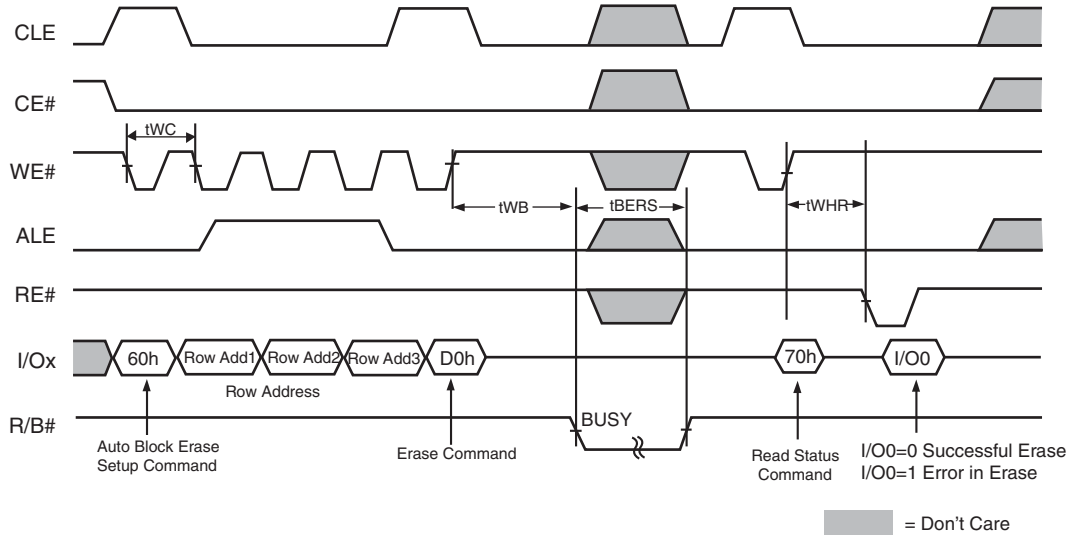 CLE
CE#
tWC
WE#
tWB
tBERS
tWHR
ALE
RE#
I/Ox
60h
Row Add1
Row Add2
Row Add3
D0h
70h
I/O0
Row Address
R/B#
BUSY
Auto Block Erase
Setup Command
Erase Command
Read Status
Command
I/O0=0 Successful Erase
I/O0=1 Error in Erase
= Don't Care